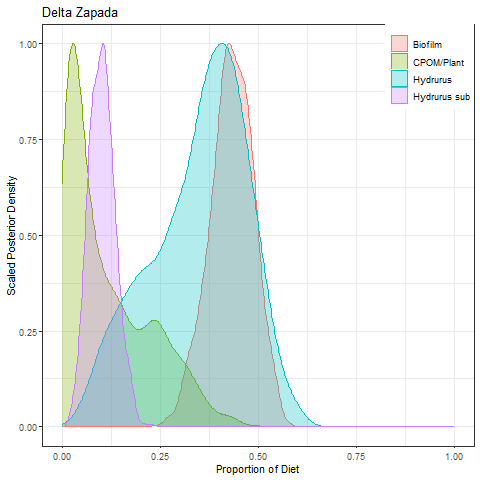 Delta Zapada
Biofilm
CPOM/Plant
Hydrurus
Hydrurus sub
Scaled Posterior Density
1.00
0.75
0.50
0.25
0.00
0.00 0.25 0.50 0.75 1.00
Proportion of Diet